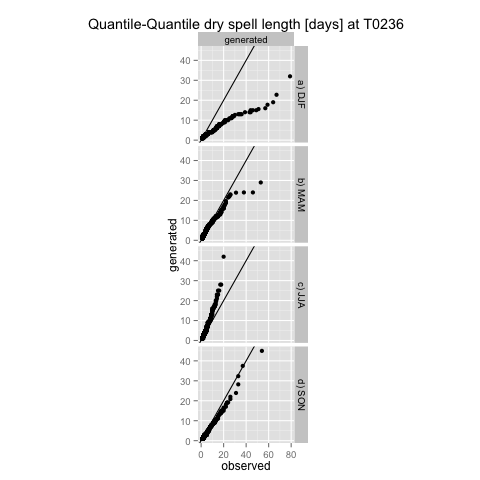 Quantile-Quantile dry spell length [days] at T0236
generated
40
30
20
10
0
a) DJF
40
30
20
10
0
b) MAM
40
30
20
10
0
c) JJA
40
30
20
10
0
d) SON
generated
0 20 40 60 80
observed